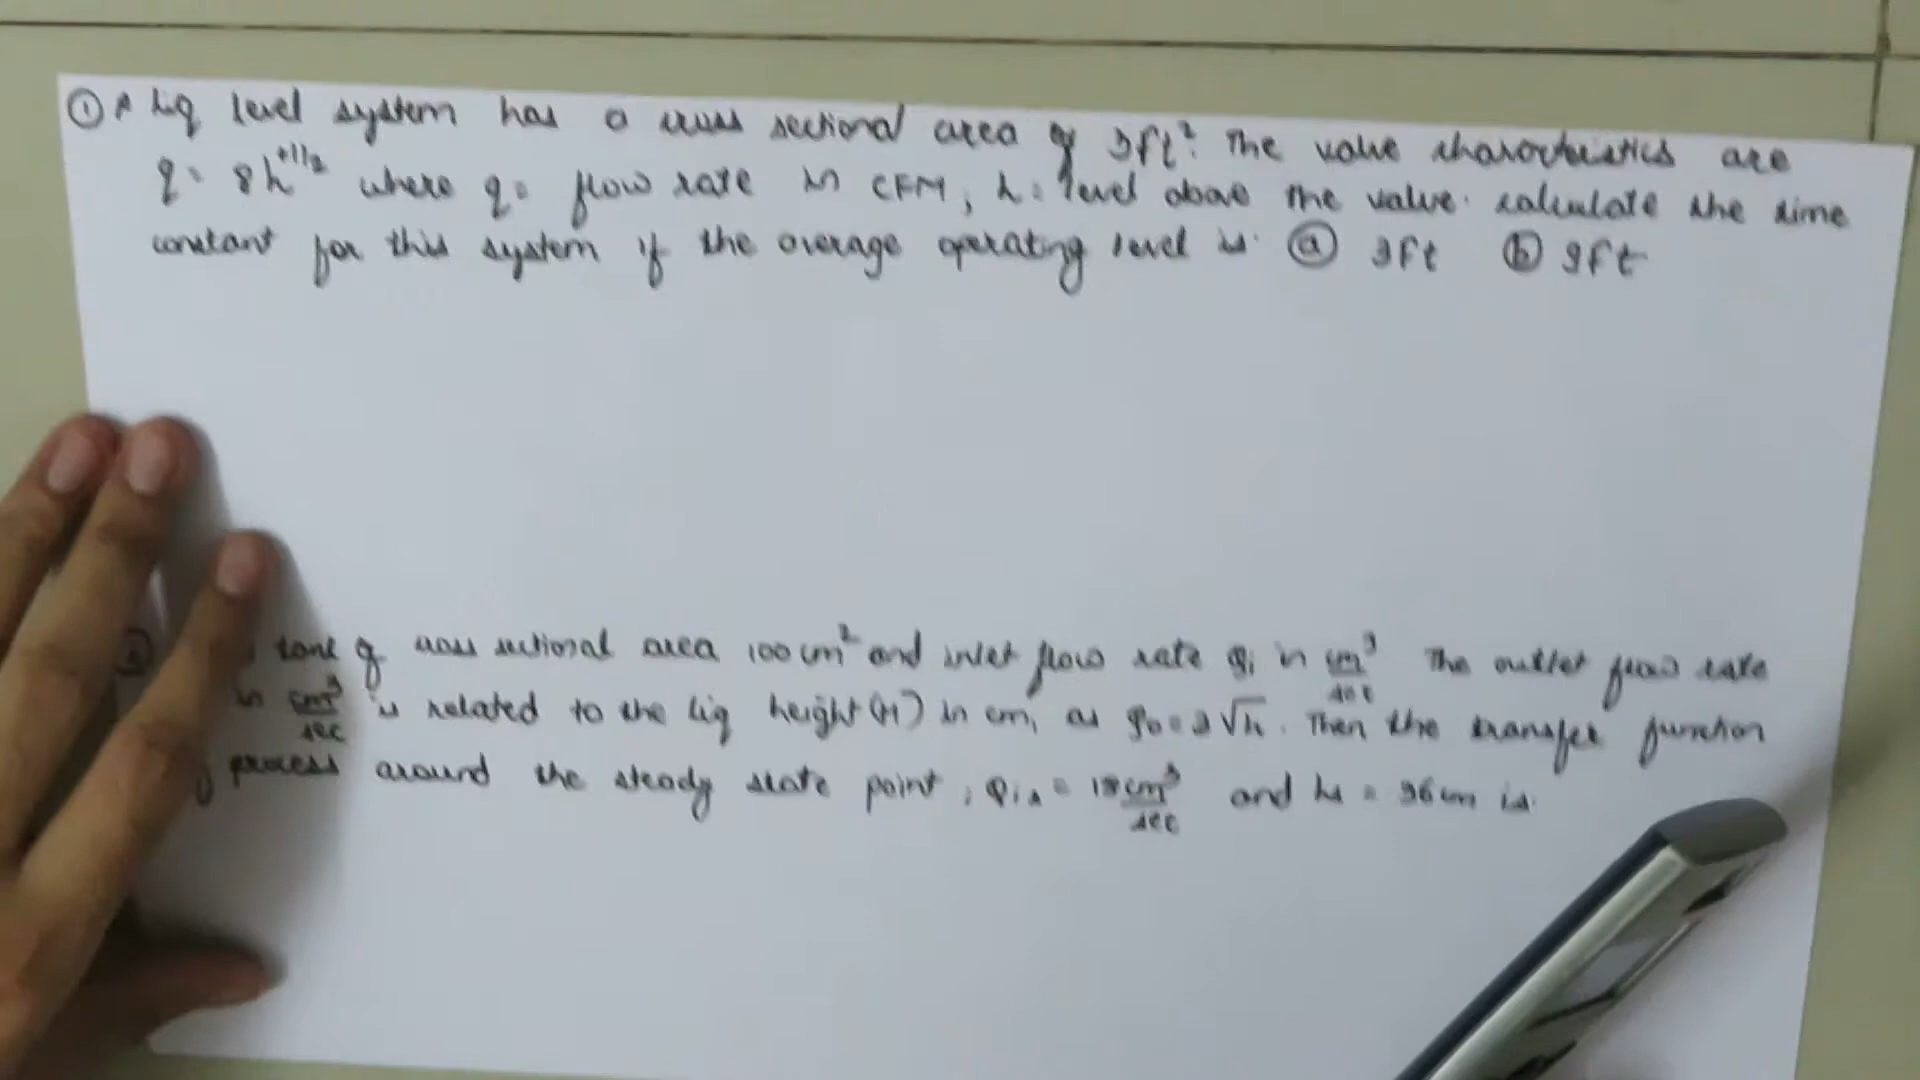 ① A Liq level system has a cross sectional area of 3ft². The valve characteristics are
q = 8h^{+1/2} where q = flow rate in CFM, h = level above the valve. calculate the time
constant for this system if the average operating level is. ⓐ 3ft ⓑ 9ft
② tank of cross sectional area 100 cm² and inlet flow rate qi in cm³/sec The outlet flow rate
in cm³/sec is related to the liq height (H) in cm, as q₀ = 3√h. Then the transfer function
of process around the steady state point, Qis = 18 cm³/sec and hs = 36 cm is.